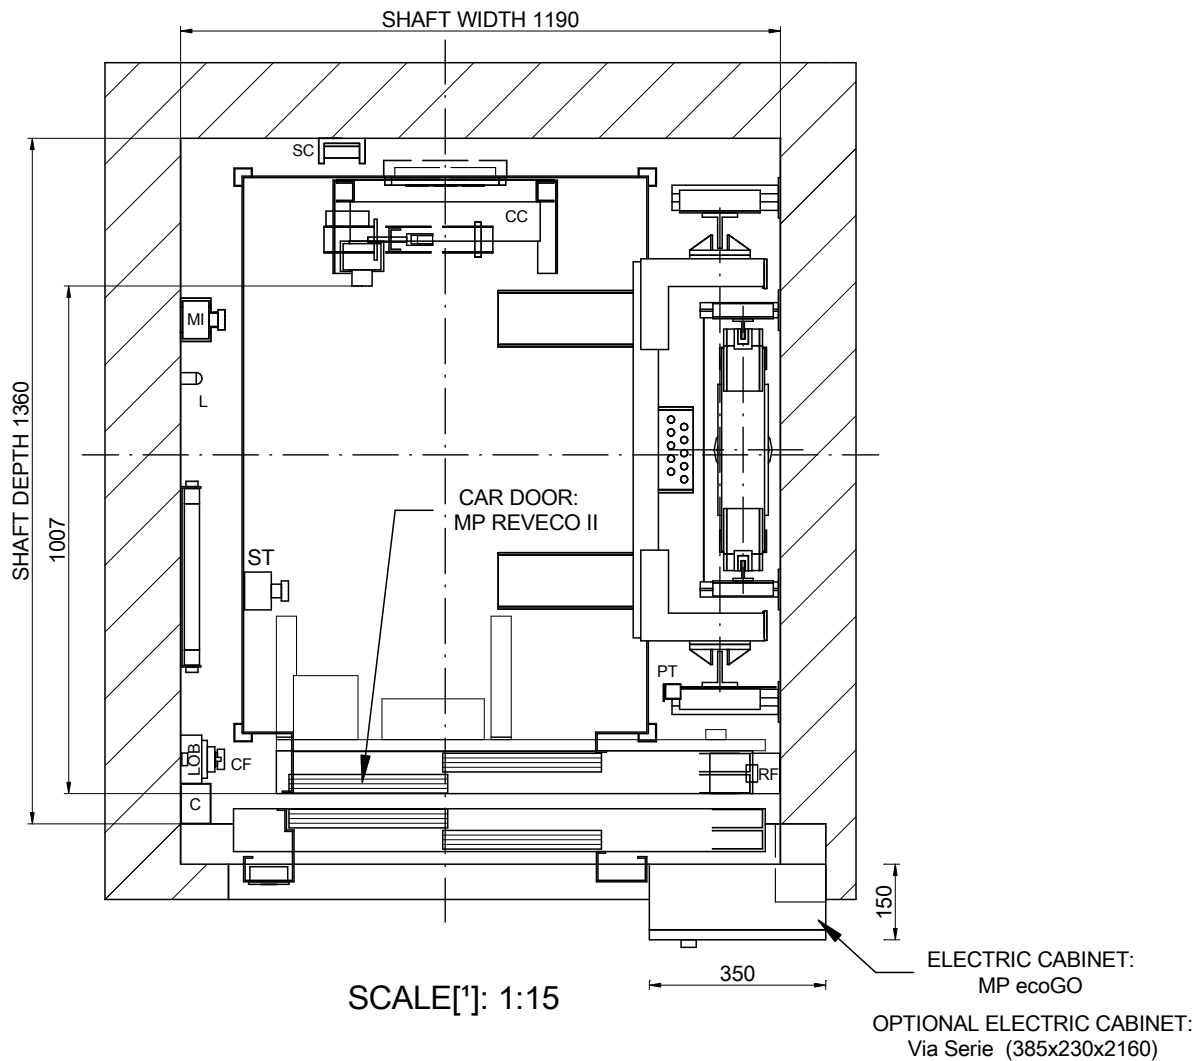 SHAFT WIDTH 1190
SC
CC
MI
L
SHAFT DEPTH 1360
1007
CAR DOOR:
MP REVECO II
ST
PT
LOB
CF
RF
C
150
350
ELECTRIC CABINET:
MP ecoGO
SCALE[¹]: 1:15
OPTIONAL ELECTRIC CABINET:
Via Serie (385x230x2160)